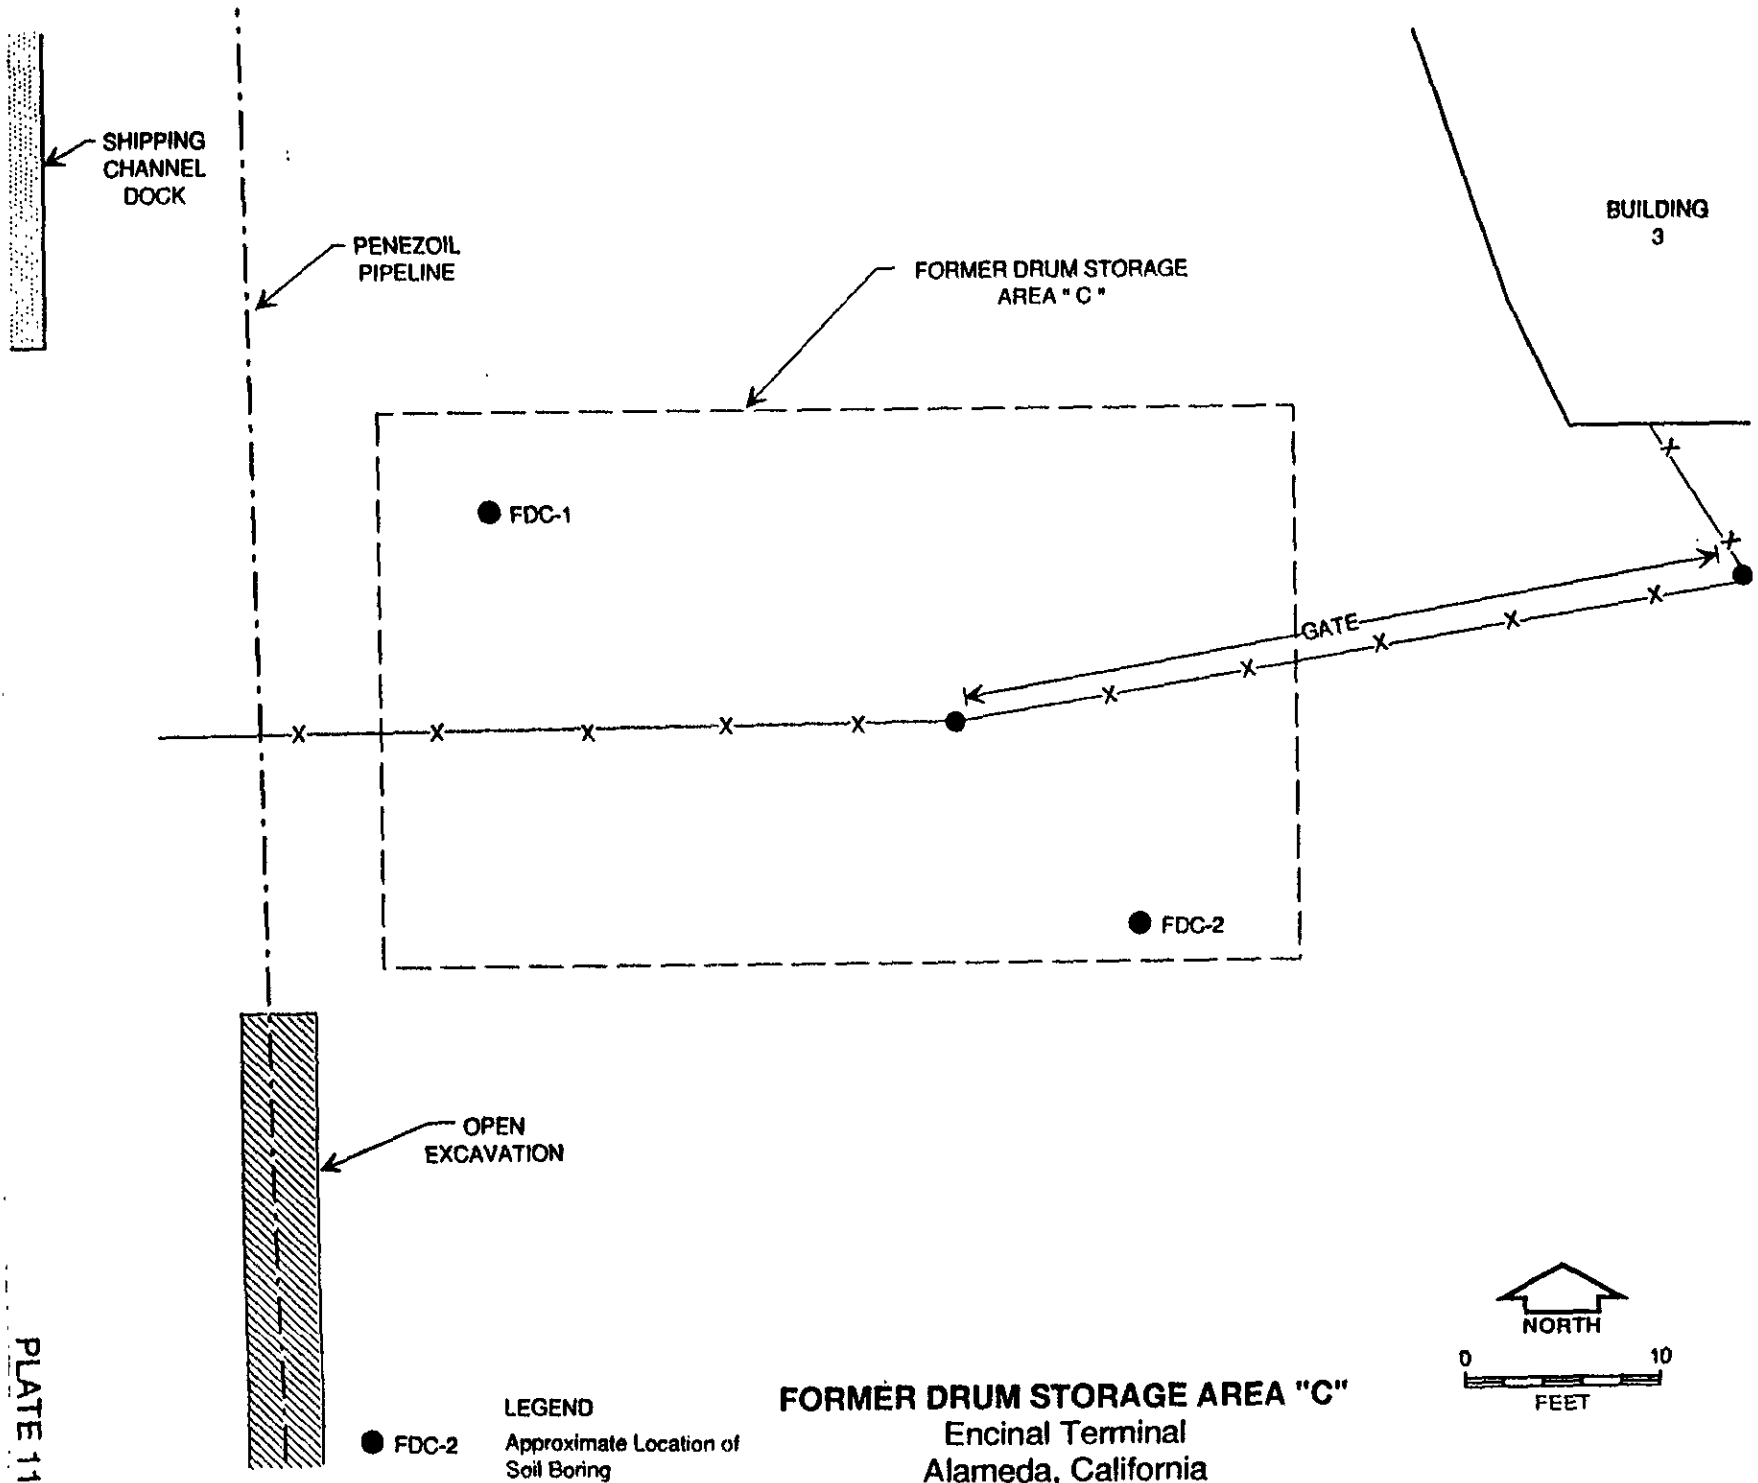 SHIPPING
CHANNEL
DOCK
PENEZOIL
PIPELINE
FORMER DRUM STORAGE
AREA " C "
BUILDING
3
FDC-1
GATE
FDC-2
OPEN
EXCAVATION
NORTH
0 10
FEET
LEGEND
FDC-2 Approximate Location of
Soil Boring
FORMER DRUM STORAGE AREA "C"
Encinal Terminal
Alameda, California
PLATE 11